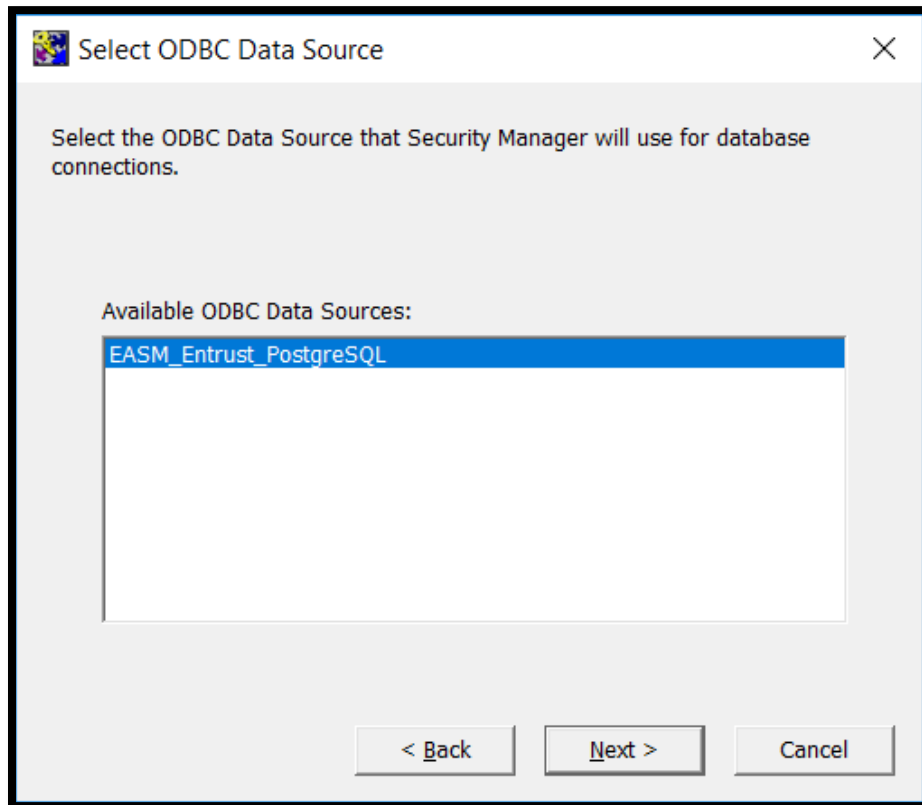 Select ODBC Data Source
Select the ODBC Data Source that Security Manager will use for database
connections.
Available ODBC Data Sources:
EASM_Entrust_PostgreSQL
< Back
Next >
Cancel